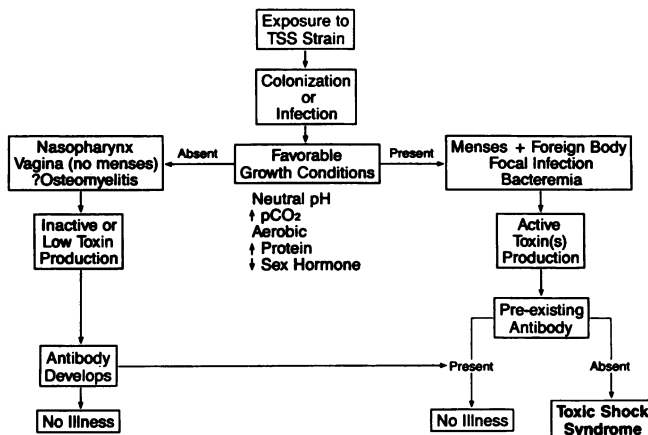 Exposure to
TSS Strain
Colonization
or
Infection
Nasopharynx
Vagina (no menses)
?Osteomyelitis
Absent
Favorable
Growth Conditions
Present
Menses + Foreign Body
Focal Infection
Bacteremia
Neutral pH
↑ pCO₂
Aerobic
↑ Protein
↓ Sex Hormone
Inactive or
Low Toxin
Production
Active
Toxin(s)
Production
Pre-existing
Antibody
Antibody
Develops
Present
Absent
No Illness
No Illness
Toxic Shock
Syndrome